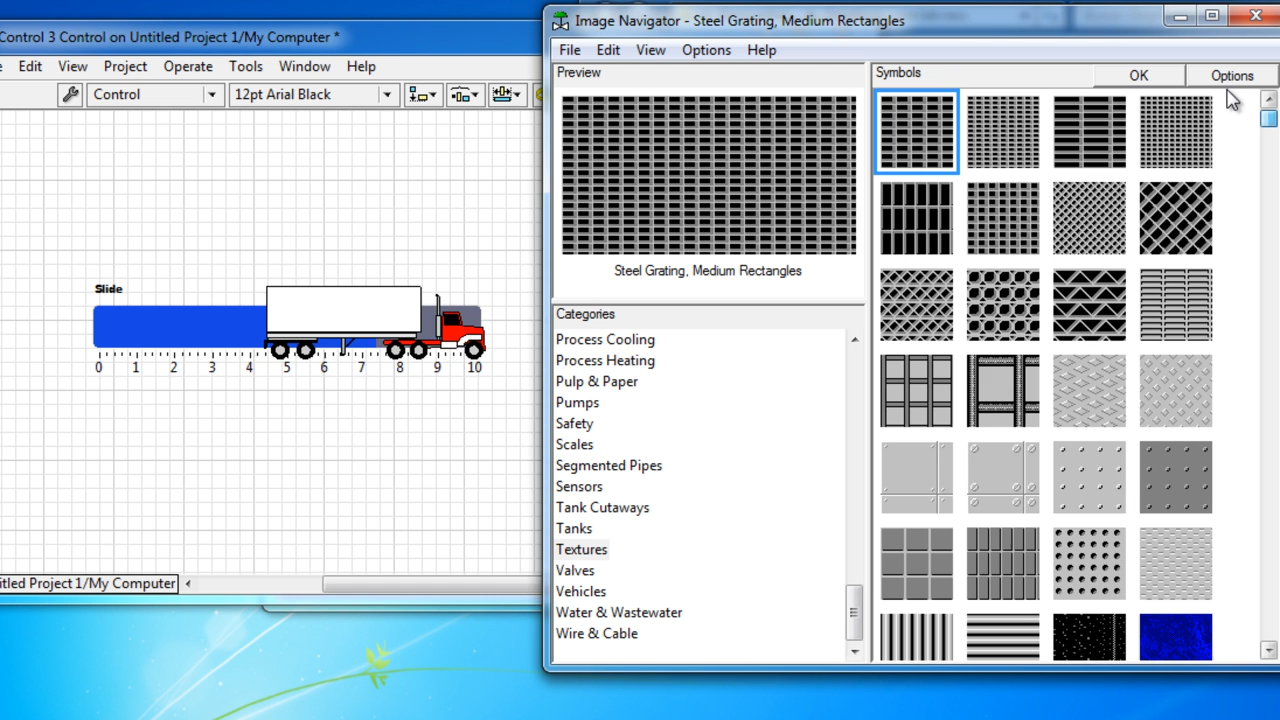 Control 3 Control on Untitled Project 1/My Computer *
Edit View Project Operate Tools Window Help
Control 12pt Arial Black
Slide
0 1 2 3 4 5 6 7 8 9 10
titled Project 1/My Computer
Image Navigator - Steel Grating, Medium Rectangles
File Edit View Options Help
Preview
Steel Grating, Medium Rectangles
Categories
Process Cooling
Process Heating
Pulp & Paper
Pumps
Safety
Scales
Segmented Pipes
Sensors
Tank Cutaways
Tanks
Textures
Valves
Vehicles
Water & Wastewater
Wire & Cable
Symbols OK Options